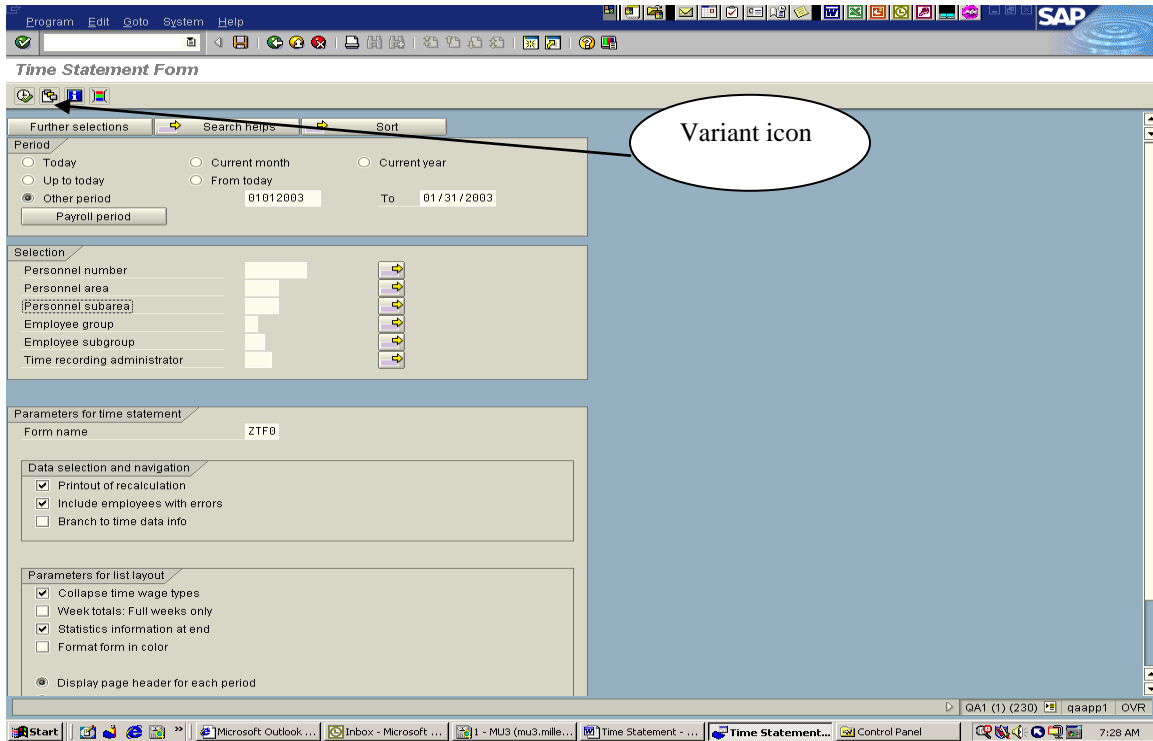 Program Edit Goto System Help
SAP
Time Statement Form
Further selections Search helps Sort
Variant icon
Period
Today Current month Current year
Up to today From today
Other period 01012003 To 01/31/2003
Payroll period
Selection
Personnel number
Personnel area
Personnel subarea
Employee group
Employee subgroup
Time recording administrator
Parameters for time statement
Form name ZTF0
Data selection and navigation
Printout of recalculation
Include employees with errors
Branch to time data info
Parameters for list layout
Collapse time wage types
Week totals: Full weeks only
Statistics information at end
Format form in color
Display page header for each period
QA1 (1) (230) qaapp1 OVR
Start Microsoft Outlook ... Inbox - Microsoft ... 1 - MU3 (mu3.mille... Time Statement - ... Time Statement... Control Panel 7:28 AM